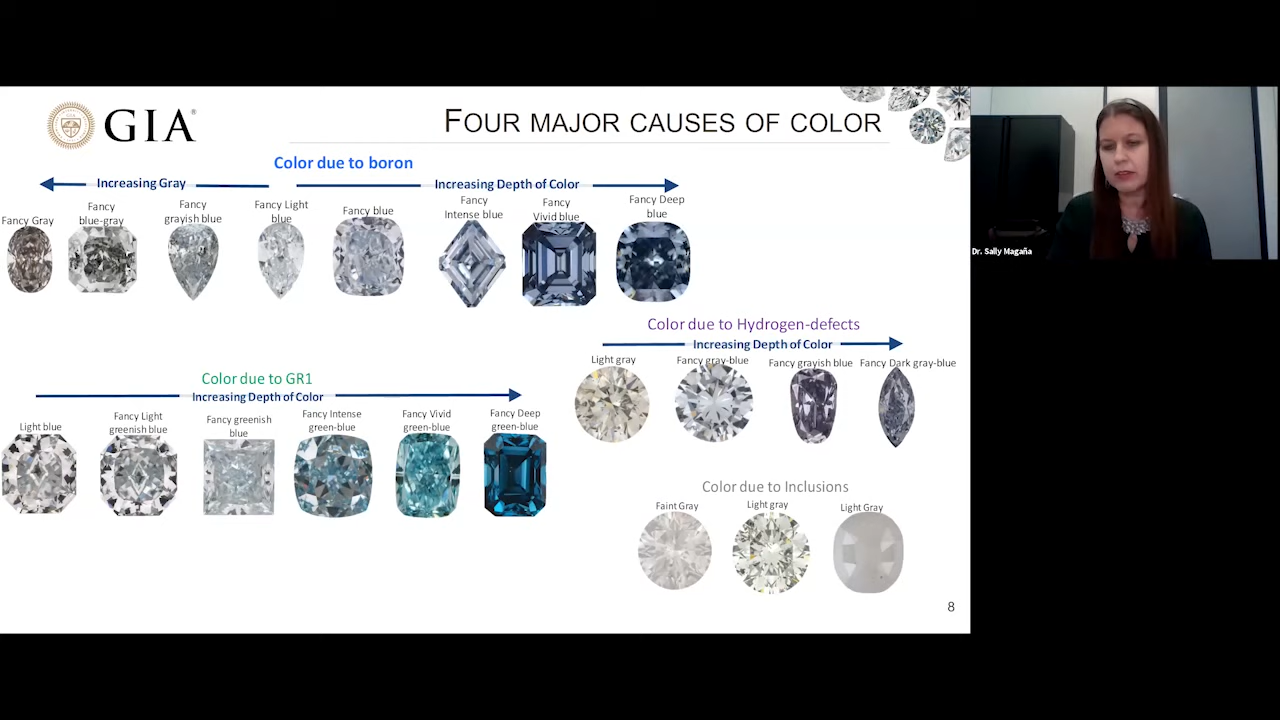 GIA®
FOUR MAJOR CAUSES OF COLOR
Color due to boron
Increasing Gray
Increasing Depth of Color
Fancy Gray
Fancy
blue-gray
Fancy
grayish blue
Fancy Light
blue
Fancy blue
Fancy
Intense blue
Fancy
Vivid blue
Fancy Deep
blue
Dr. Sally Magaña
Color due to Hydrogen-defects
Increasing Depth of Color
Light gray
Fancy gray-blue
Fancy grayish blue
Fancy Dark gray-blue
Color due to GR1
Increasing Depth of Color
Light blue
Fancy Light
greenish blue
Fancy greenish
blue
Fancy Intense
green-blue
Fancy Vivid
green-blue
Fancy Deep
green-blue
Color due to Inclusions
Faint Gray
Light gray
Light Gray
8